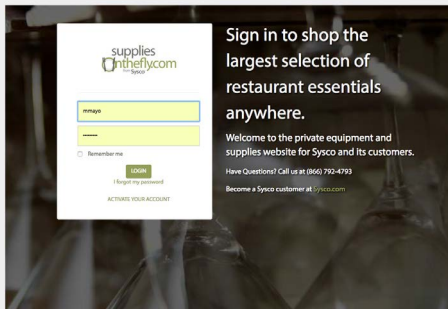 supplies
Onthefly.com
from Sysco
mmayo
Remember me
LOGIN
I forgot my password
ACTIVATE YOUR ACCOUNT
Sign in to shop the
largest selection of
restaurant essentials
anywhere.
Welcome to the private equipment and
supplies website for Sysco and its customers.
Have Questions? Call us at (866) 792-4793
Become a Sysco customer at Sysco.com